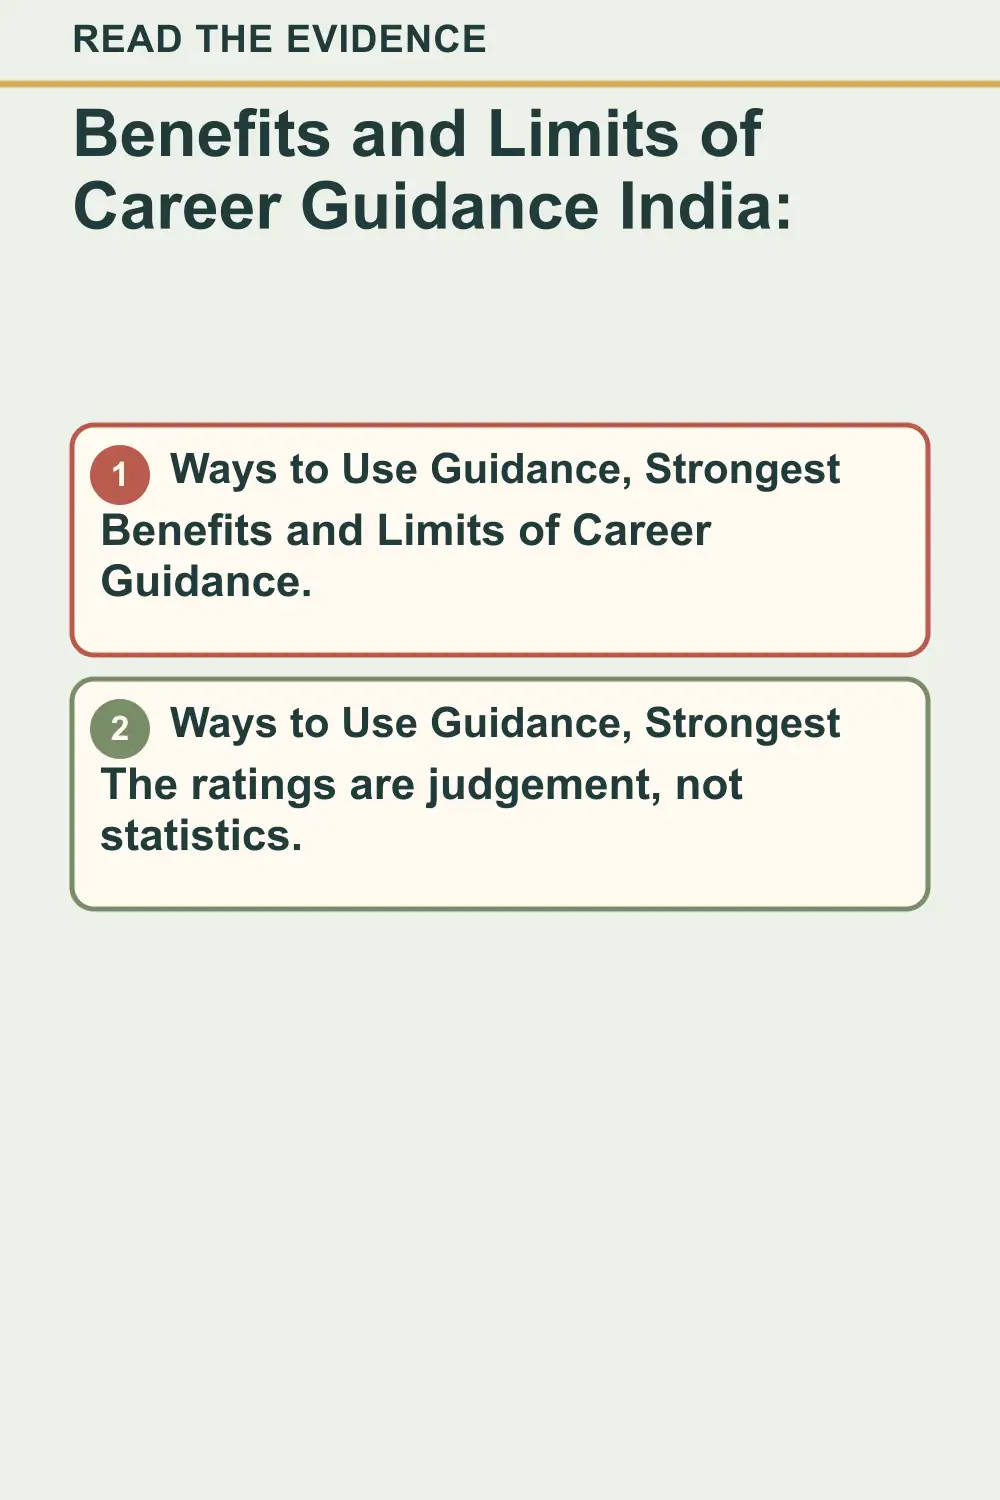 READ THE EVIDENCE
Benefits and Limits of
Career Guidance India:
1 Ways to Use Guidance, Strongest
Benefits and Limits of Career
Guidance.
2 Ways to Use Guidance, Strongest
The ratings are judgement, not
statistics.